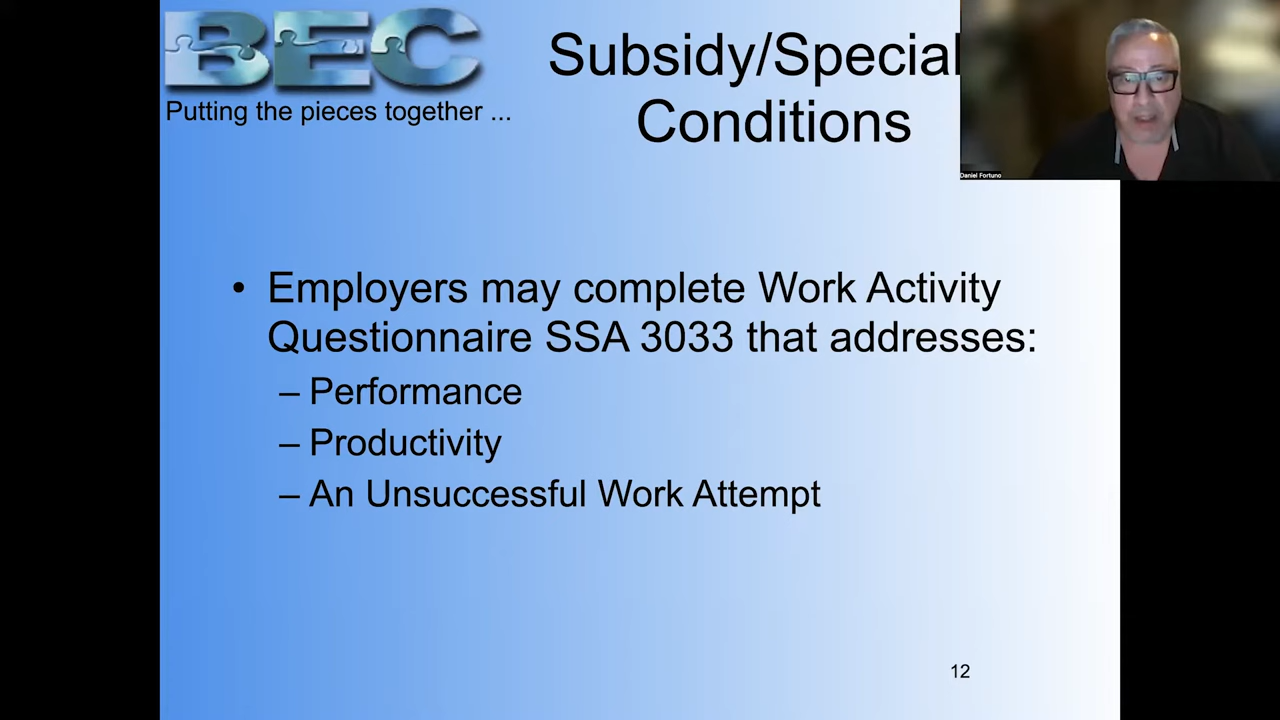 BEC
Putting the pieces together ...
Subsidy/Special
Conditions
Daniel Fortuno
• Employers may complete Work Activity
Questionnaire SSA 3033 that addresses:
– Performance
– Productivity
– An Unsuccessful Work Attempt
12